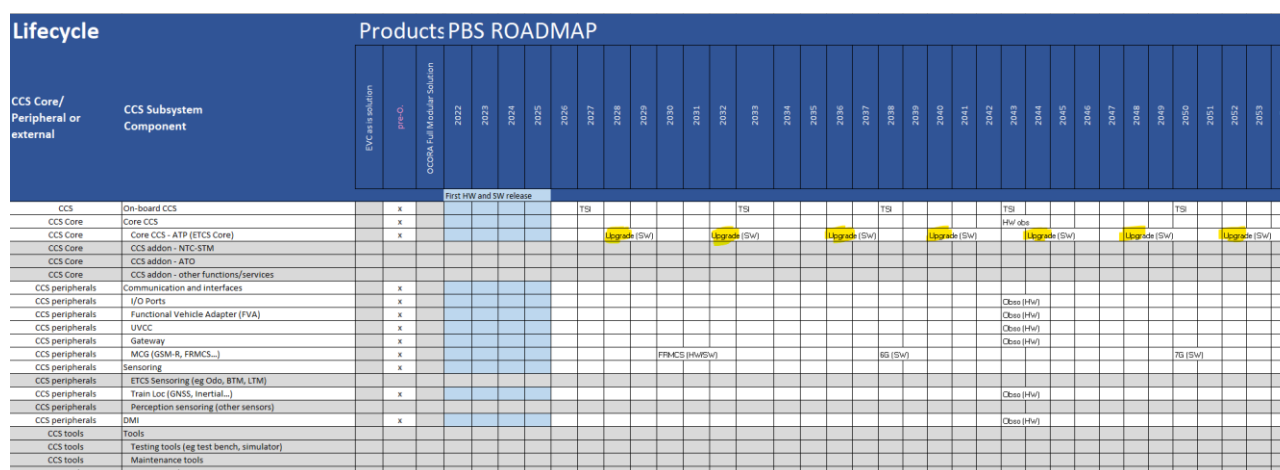 Lifecycle Products PBS ROADMAP
CCS Core/
Peripheral or
external
CCS Subsystem
Component
EVC as is solution
pre-O.
OCORA Full Modular Solution
2022 2023 2024 2025 2026 2027 2028 2029 2030 2031 2032 2033 2034 2035 2036 2037 2038 2039 2040 2041 2042 2043 2044 2045 2046 2047 2048 2049 2050 2051 2052 2053
First HW and SW release
CCS On-board CCS x TSI TSI TSI TSI TSI
CCS Core Core CCS x HW obs
CCS Core Core CCS - ATP (ETCS Core) x Upgrade (SW) Upgrade (SW) Upgrade (SW) Upgrade (SW) Upgrade (SW) Upgrade (SW) Upgrade (SW)
CCS Core CCS addon - NTC-STM
CCS Core CCS addon - ATO
CCS Core CCS addon - other functions/services
CCS peripherals Communication and interfaces x
CCS peripherals I/O Ports x Obso (HW)
CCS peripherals Functional Vehicle Adapter (FVA) x Obso (HW)
CCS peripherals UVCC x Obso (HW)
CCS peripherals Gateway x Obso (HW)
CCS peripherals MCG (GSM-R, FRMCS...) x FRMCS (HW/SW) 6G (SW) 7G (SW)
CCS peripherals Sensoring x
CCS peripherals ETCS Sensoring (eg Odo, BTM, LTM)
CCS peripherals Train Loc (GNSS, Inertial...) x Obso (HW)
CCS peripherals Perception sensoring (other sensors)
CCS peripherals DMI x Obso (HW)
CCS tools Tools
CCS tools Testing tools (eg test bench, simulator)
CCS tools Maintenance tools